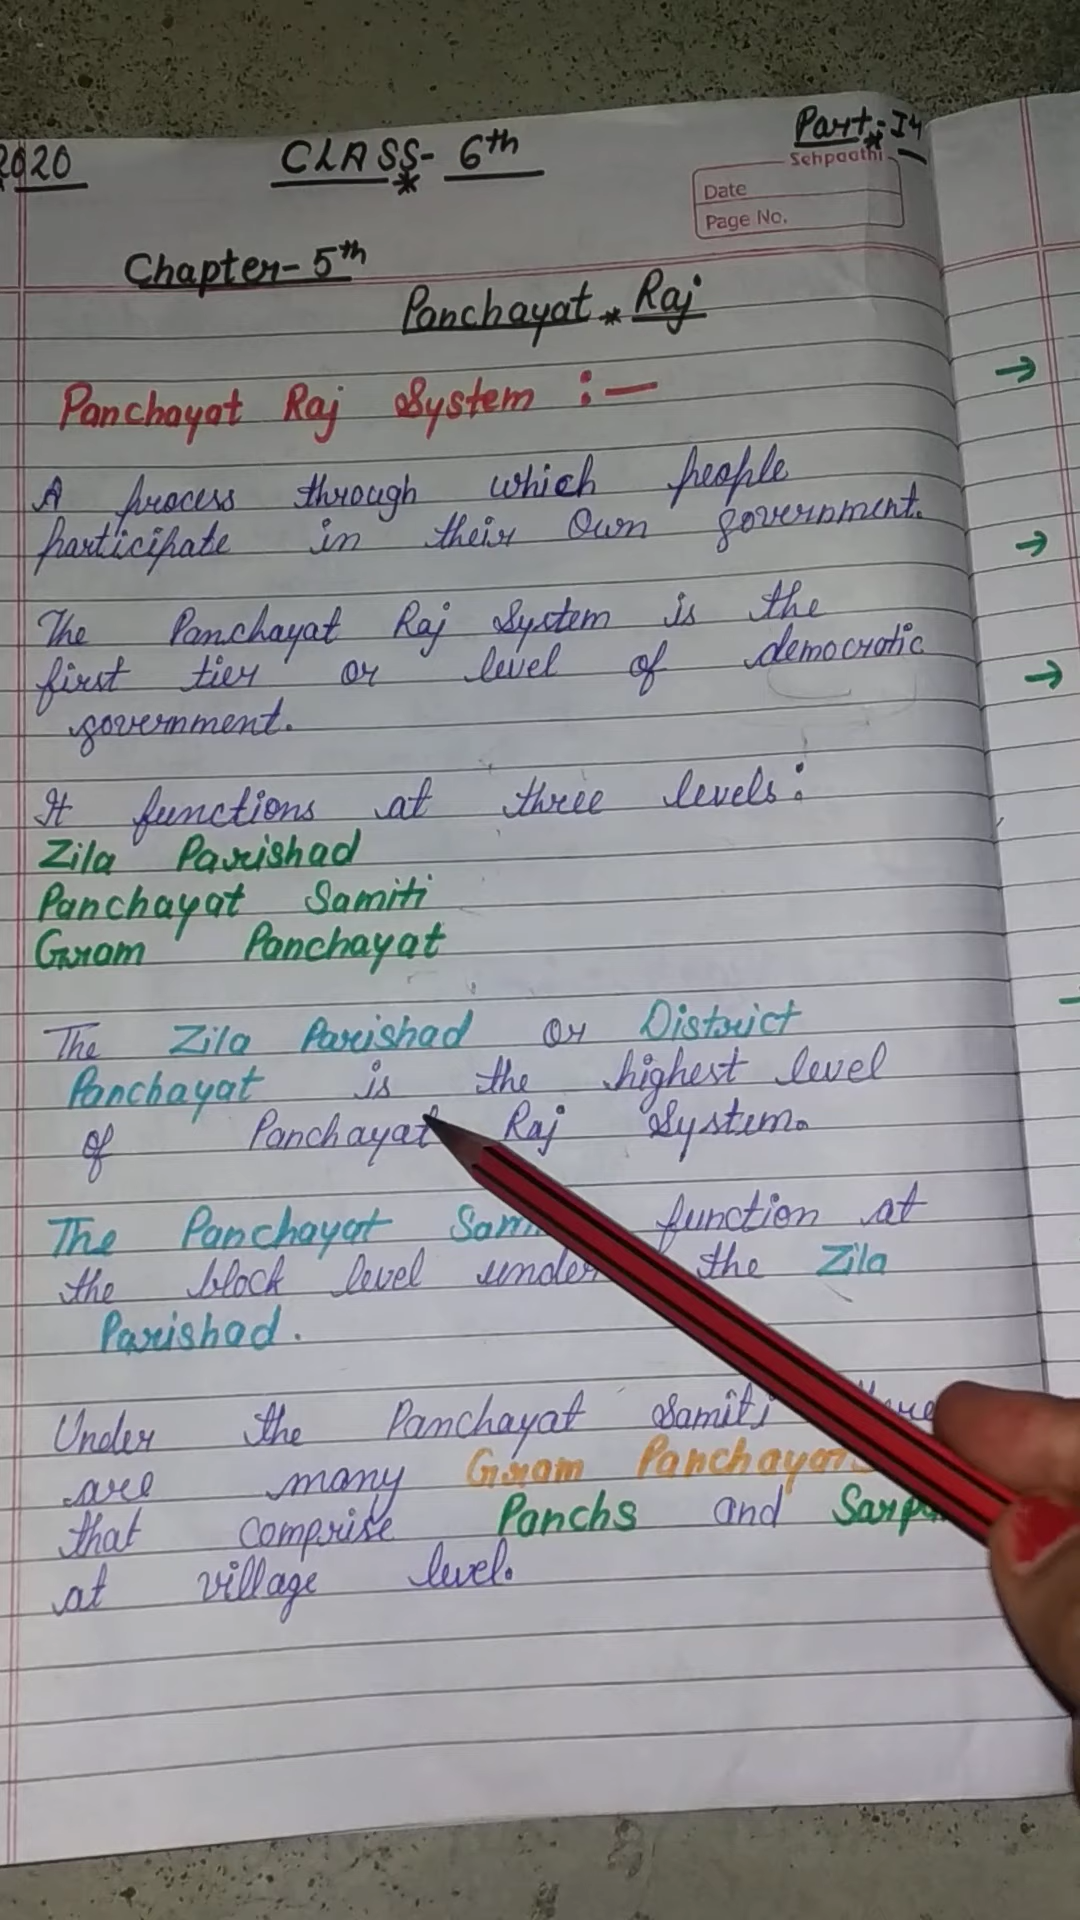 2020
CLASS- 6th
Part-I
Sehpaathi
Date
Page No.
Chapter- 5th
Panchayat Raj
Panchayat Raj System :-
A process through which people
participate in their own government.
The Panchayat Raj System is the
first tier or level of democratic
government.
It functions at three levels:
Zila Parishad
Panchayat Samiti
Gram Panchayat
The Zila Parishad or District
Panchayat is the highest level
of Panchayat Raj System.
The Panchayat function at
the block level under the Zila
Parishad.
Under the Panchayat Samiti
are many Gram Panchayats
that comprise Panchs and
at village level.